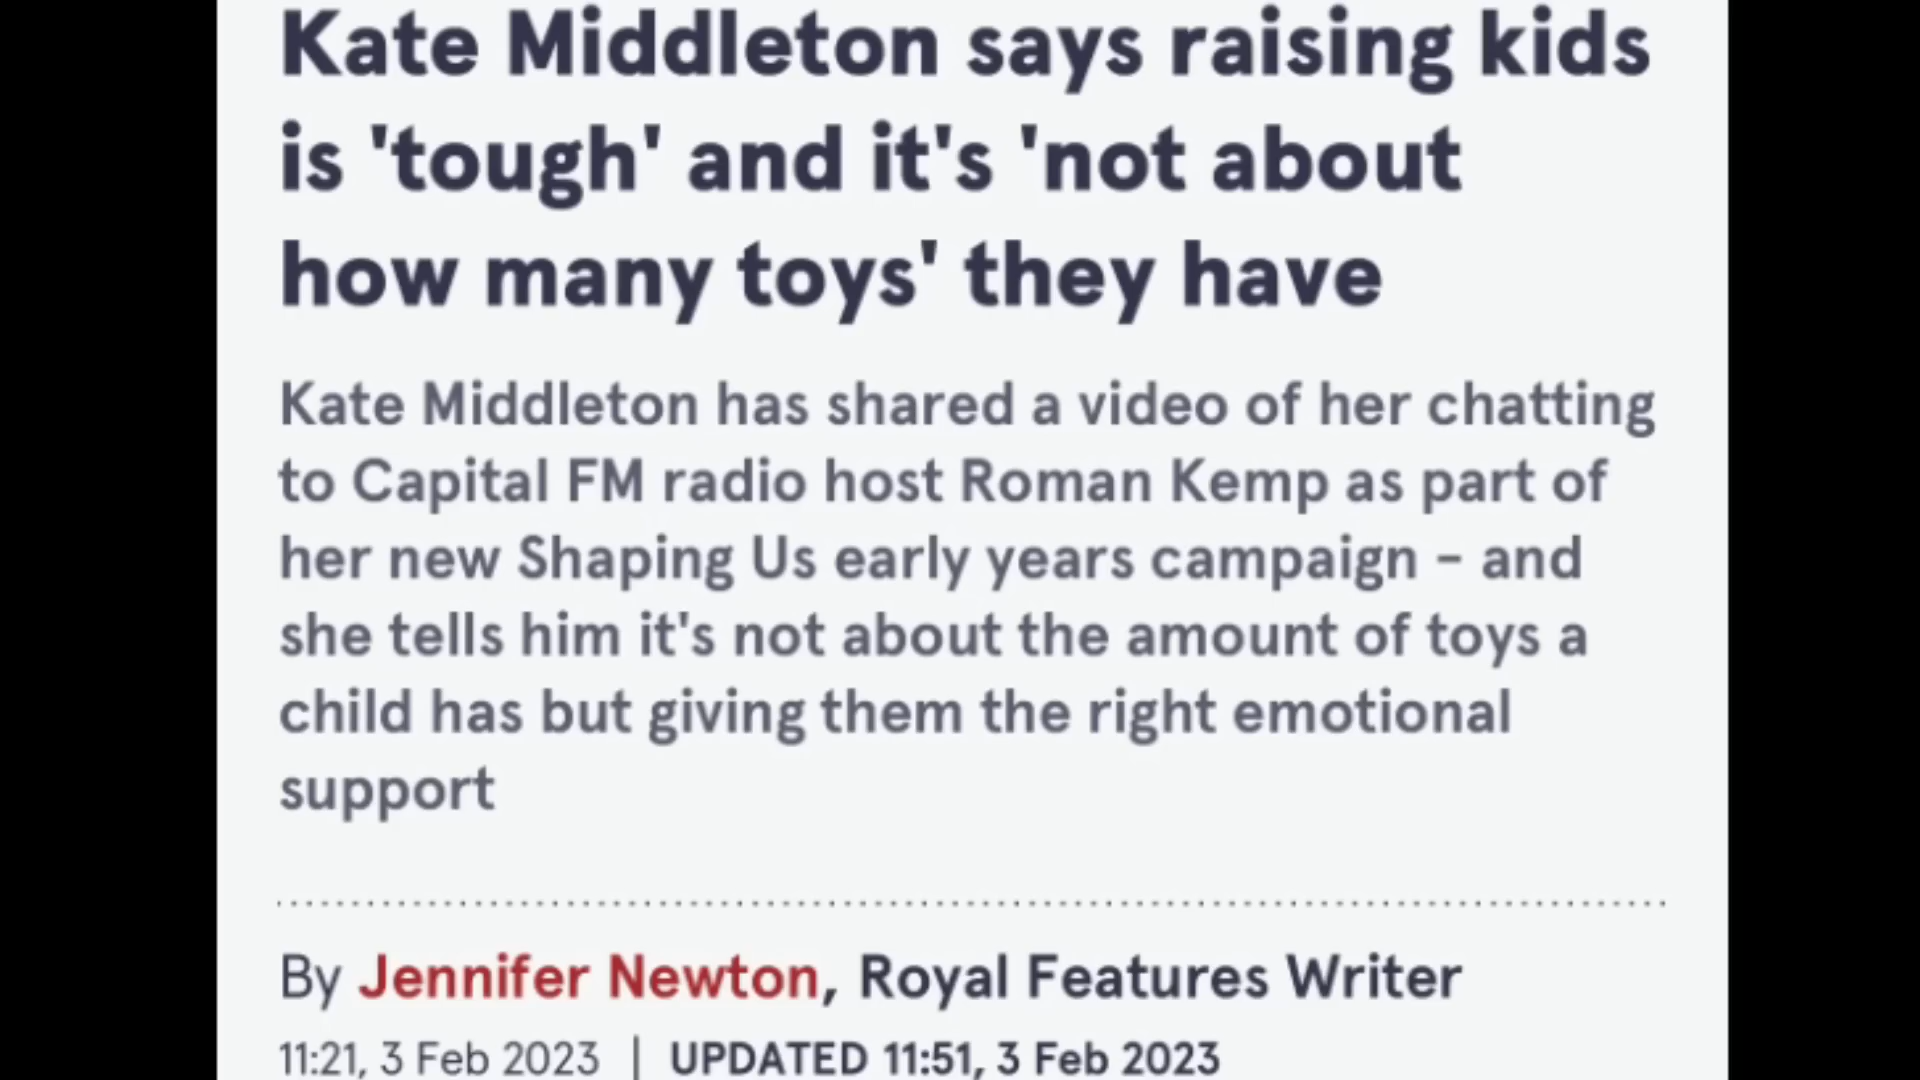 Kate Middleton says raising kids
is 'tough' and it's 'not about
how many toys' they have
Kate Middleton has shared a video of her chatting
to Capital FM radio host Roman Kemp as part of
her new Shaping Us early years campaign – and
she tells him it's not about the amount of toys a
child has but giving them the right emotional
support
By Jennifer Newton, Royal Features Writer
11:21, 3 Feb 2023 | UPDATED 11:51, 3 Feb 2023